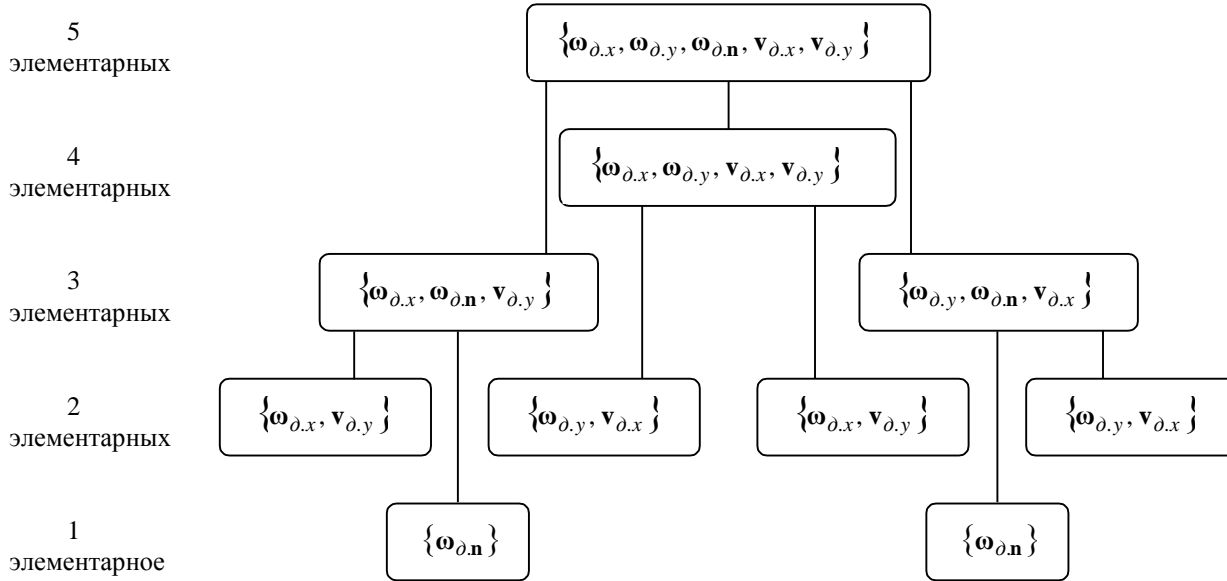 5
элементарных
{ω∂.x, ω∂.y, ω∂.n, v∂.x, v∂.y}
4
элементарных
{ω∂.x, ω∂.y, v∂.x, v∂.y}
3
элементарных
{ω∂.x, ω∂.n, v∂.y}
{ω∂.y, ω∂.n, v∂.x}
2
элементарных
{ω∂.x, v∂.y}
{ω∂.y, v∂.x}
{ω∂.x, v∂.y}
{ω∂.y, v∂.x}
1
элементарное
{ω∂.n}
{ω∂.n}